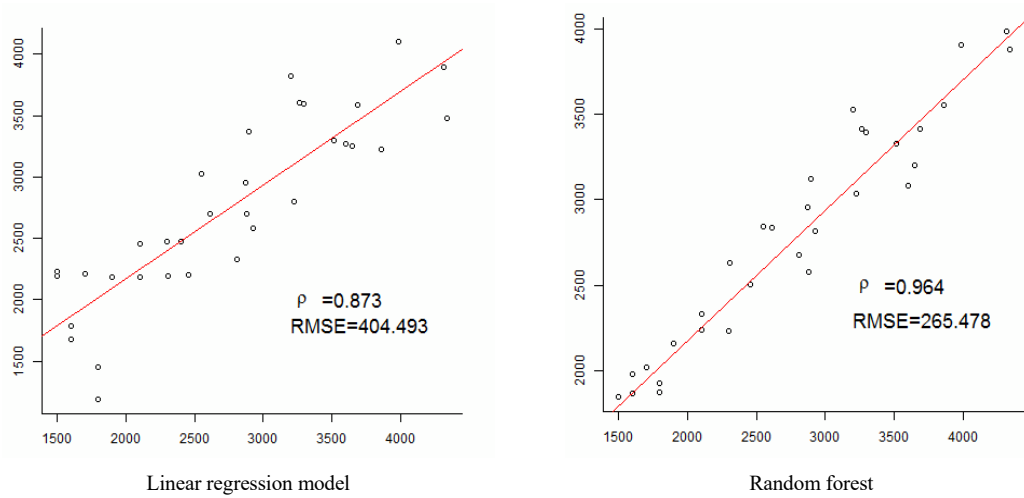 4000
3500
3000
2500
2000
1500
ρ =0.873
RMSE=404.493
1500 2000 2500 3000 3500 4000
Linear regression model
4000
3500
3000
2500
2000
ρ =0.964
RMSE=265.478
1500 2000 2500 3000 3500 4000
Random forest